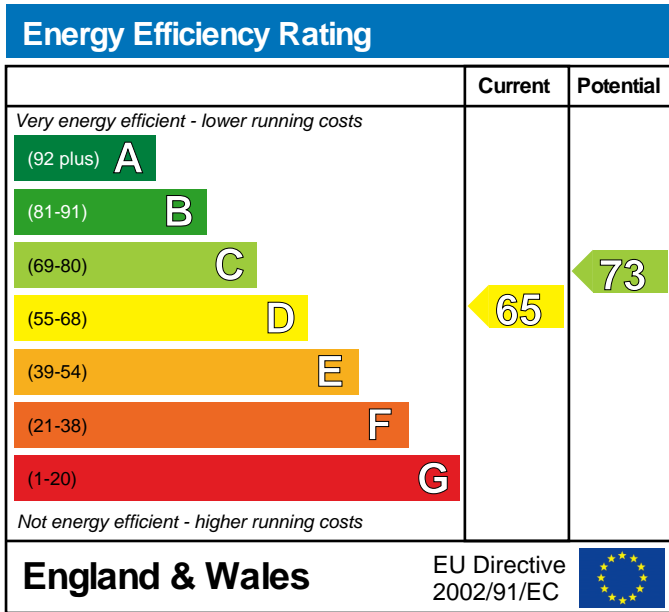 Energy Efficiency Rating
Current Potential
Very energy efficient - lower running costs
(92 plus) A
(81-91) B
(69-80) C
73
(55-68) D
65
(39-54) E
(21-38) F
(1-20) G
Not energy efficient - higher running costs
England & Wales
EU Directive
2002/91/EC